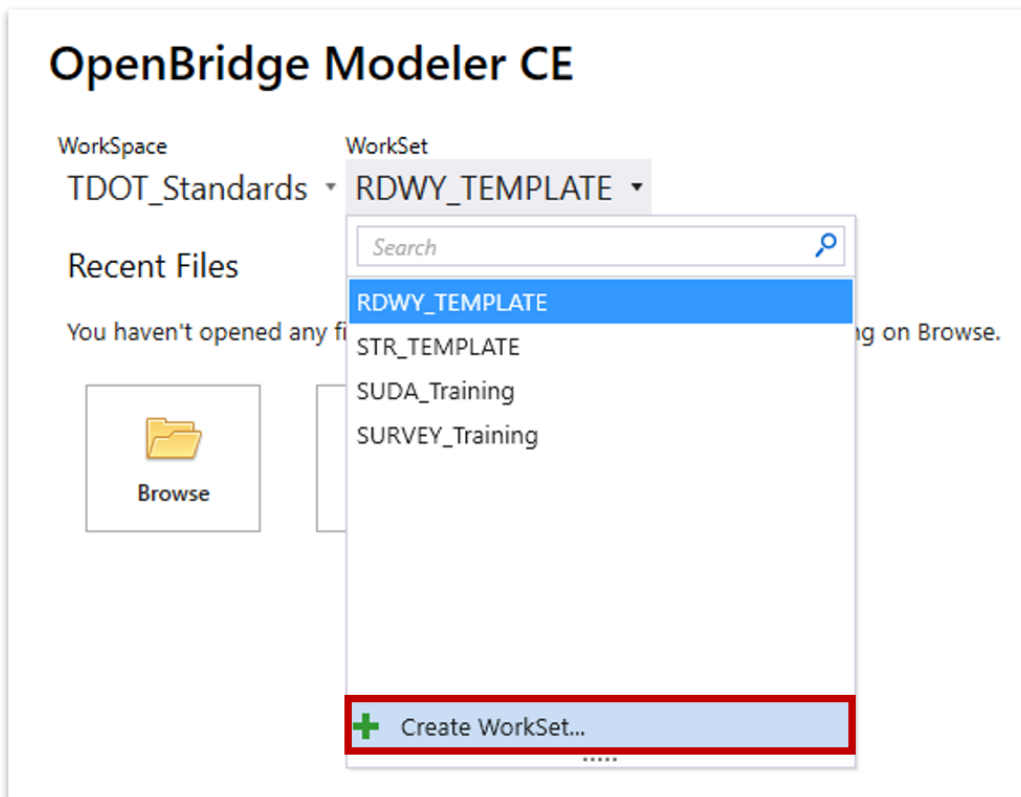 OpenBridge Modeler CE
WorkSpace WorkSet
TDOT_Standards RDWY_TEMPLATE
Search
Recent Files
RDWY_TEMPLATE
You haven't opened any fi ng on Browse.
STR_TEMPLATE
SUDA_Training
SURVEY_Training
Browse
Create WorkSet...